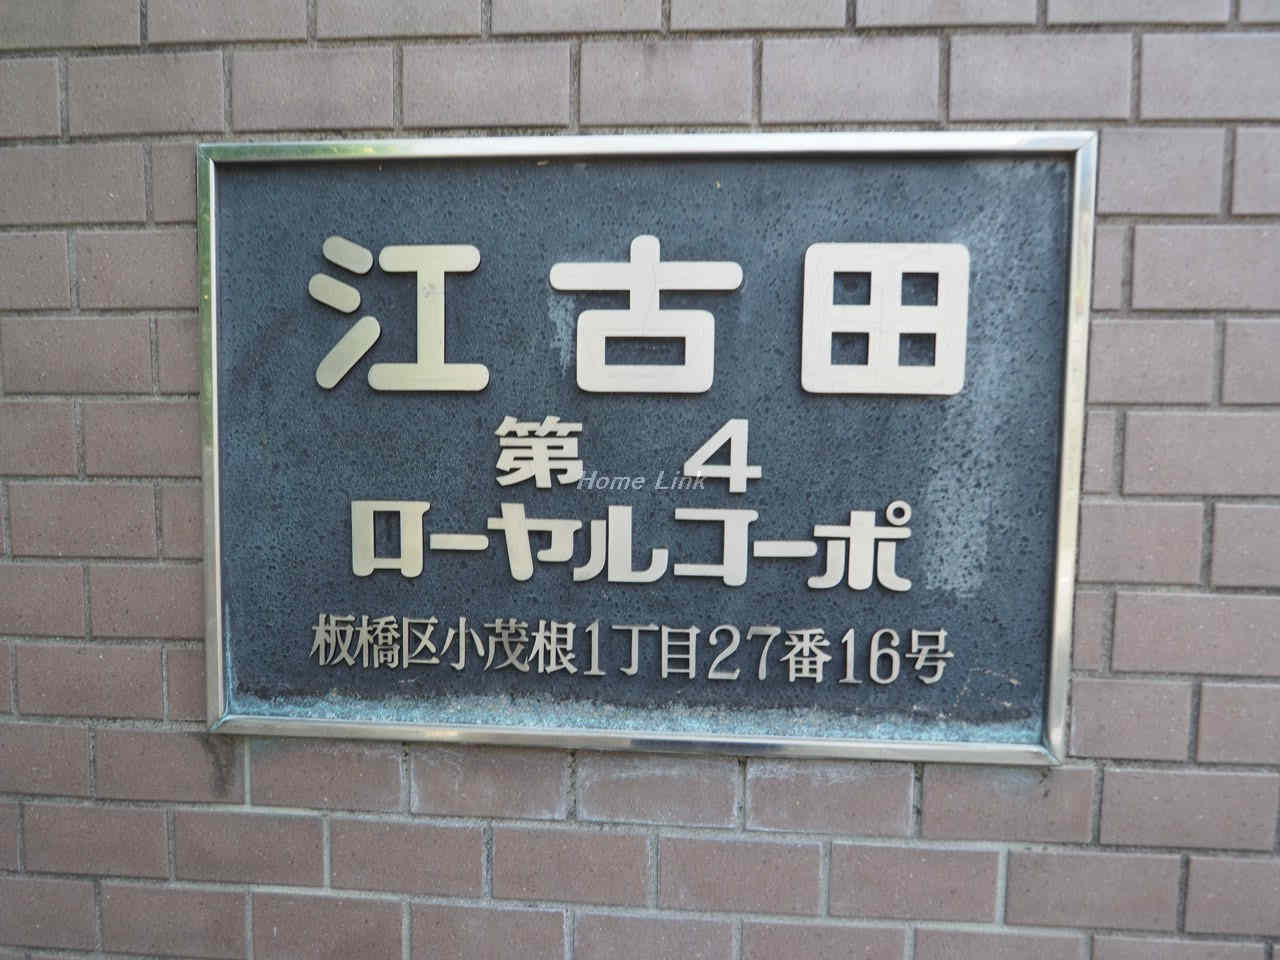 江古田
第 4
Home Link
ローヤルコーポ
板橋区小茂根1丁目27番16号